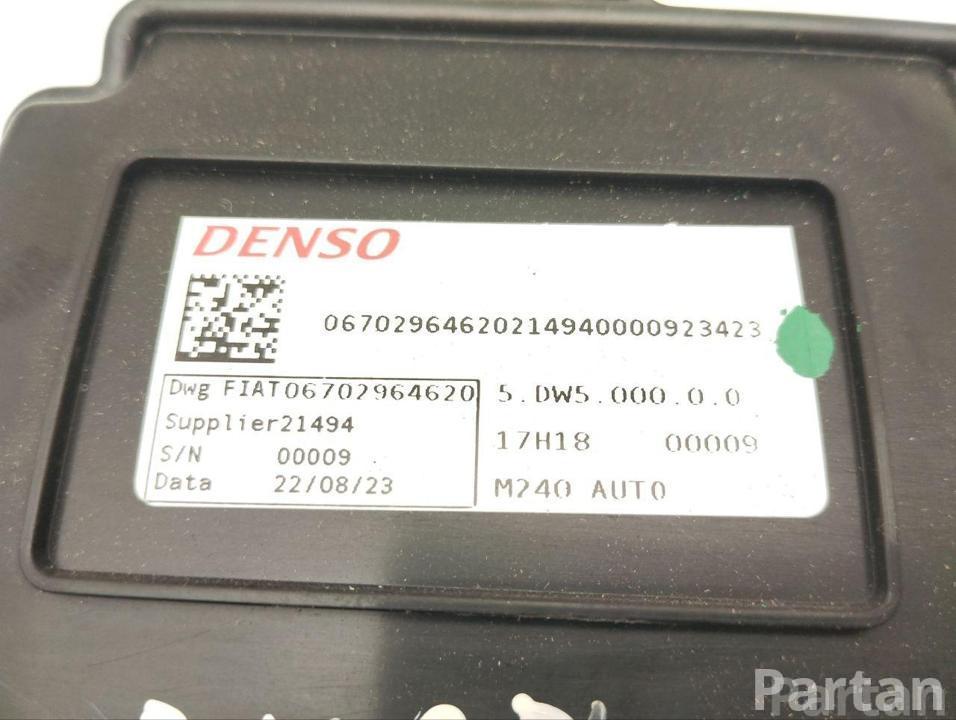 DENSO
06702964620214940000923423
Dwg FIAT06702964620
Supplier21494
S/N 00009
Data 22/08/23
5.DW5.000.0.0
17H18 00009
M240 AUTO
Partan